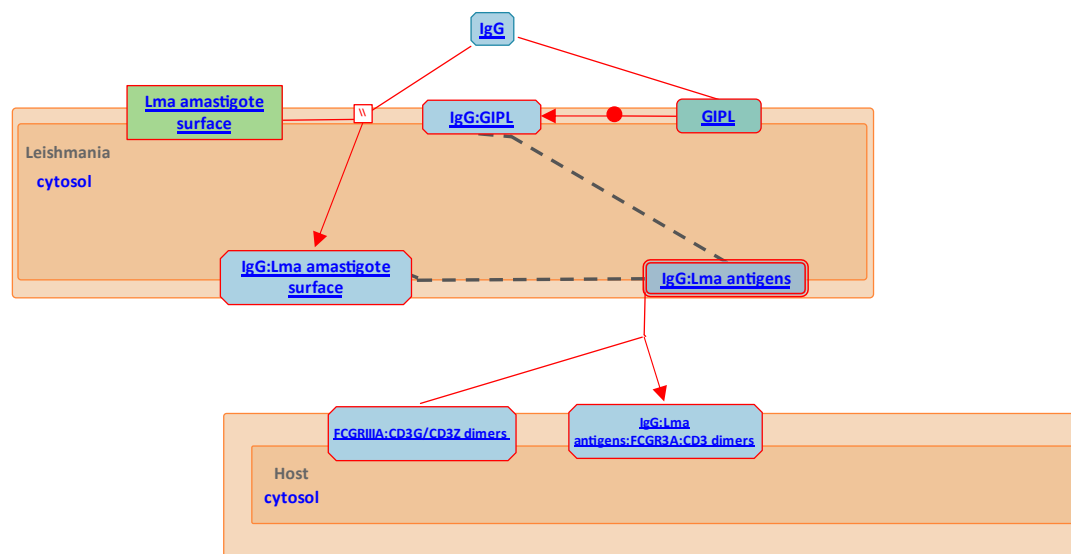 IgG
Lma amastigote
surface
\\
IgG:GIPL
GIPL
Leishmania
cytosol
IgG:Lma amastigote
surface
IgG:Lma antigens
FCGRIIIA:CD3G/CD3Z dimers
IgG:Lma
antigens:FCGR3A:CD3 dimers
Host
cytosol